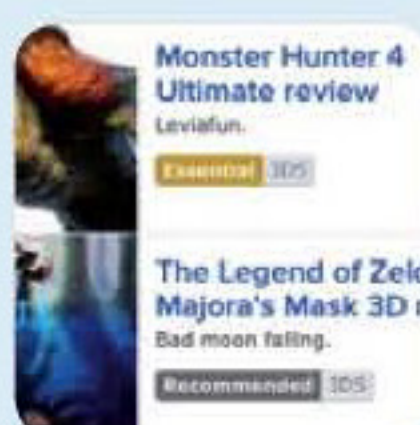 Monster Hunter 4
Ultimate review
Leviafun.
Essential 3DS
The Legend of Zeld
Majora's Mask 3D r
Bad moon falling.
Recommended 3DS